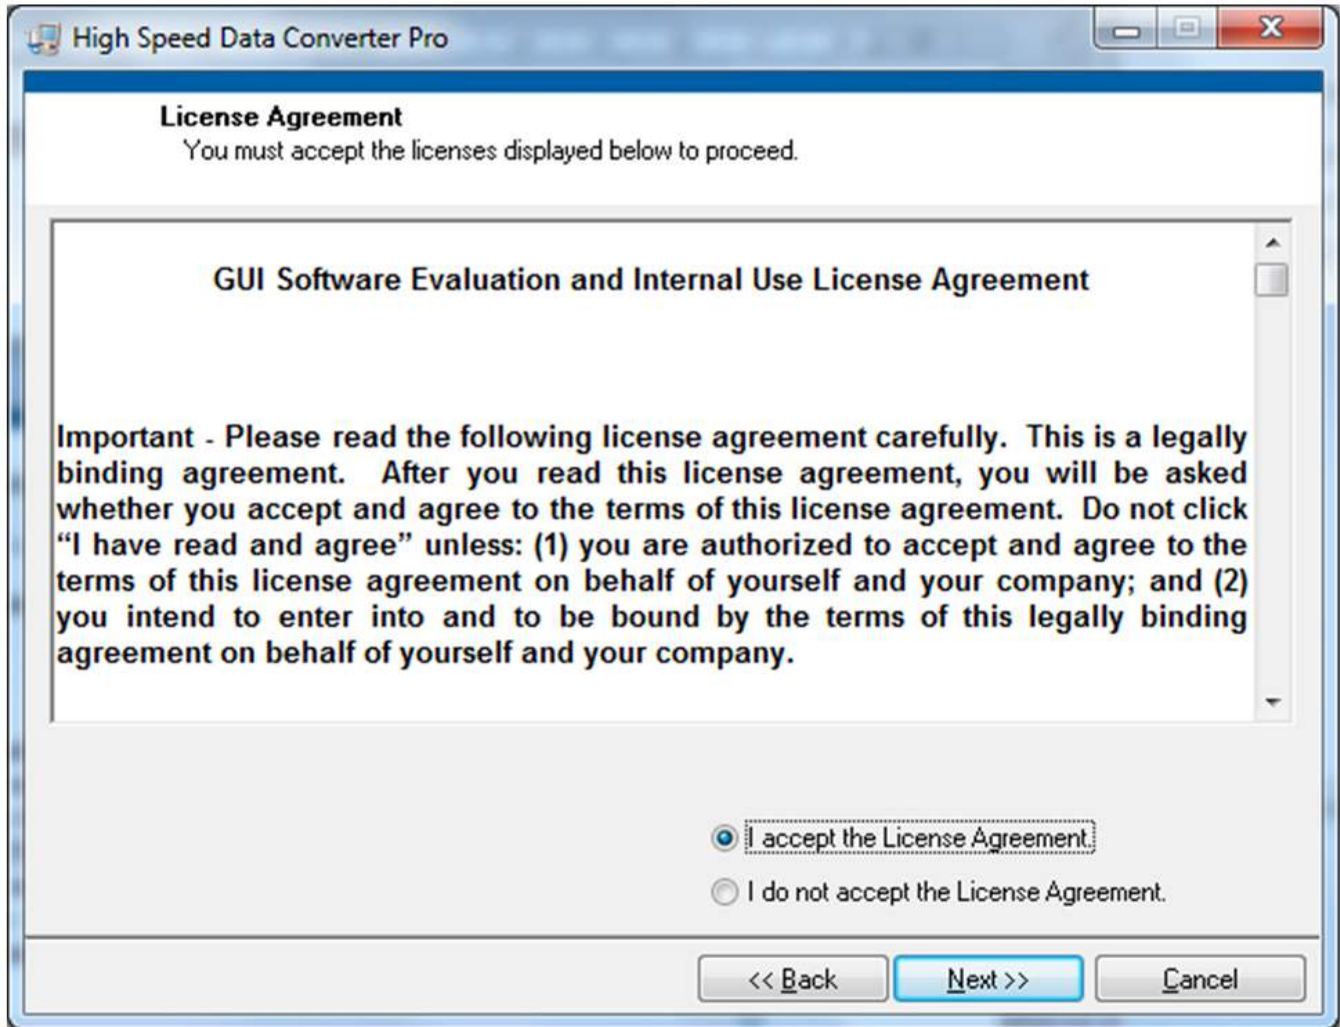 High Speed Data Converter Pro
License Agreement
You must accept the licenses displayed below to proceed.
GUI Software Evaluation and Internal Use License Agreement
Important - Please read the following license agreement carefully.  This is a legally
binding agreement.  After you read this license agreement, you will be asked
whether you accept and agree to the terms of this license agreement.  Do not click
“I have read and agree” unless: (1) you are authorized to accept and agree to the
terms of this license agreement on behalf of yourself and your company; and (2)
you intend to enter into and to be bound by the terms of this legally binding
agreement on behalf of yourself and your company.
I accept the License Agreement.
I do not accept the License Agreement.
<< Back Next >> Cancel